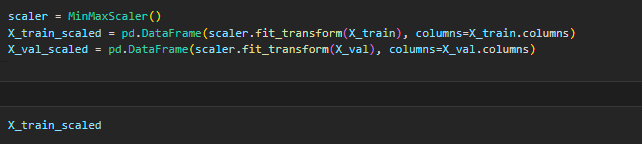 scaler = MinMaxScaler()
X_train_scaled = pd.DataFrame(scaler.fit_transform(X_train), columns=X_train.columns)
X_val_scaled = pd.DataFrame(scaler.fit_transform(X_val), columns=X_val.columns)
X_train_scaled